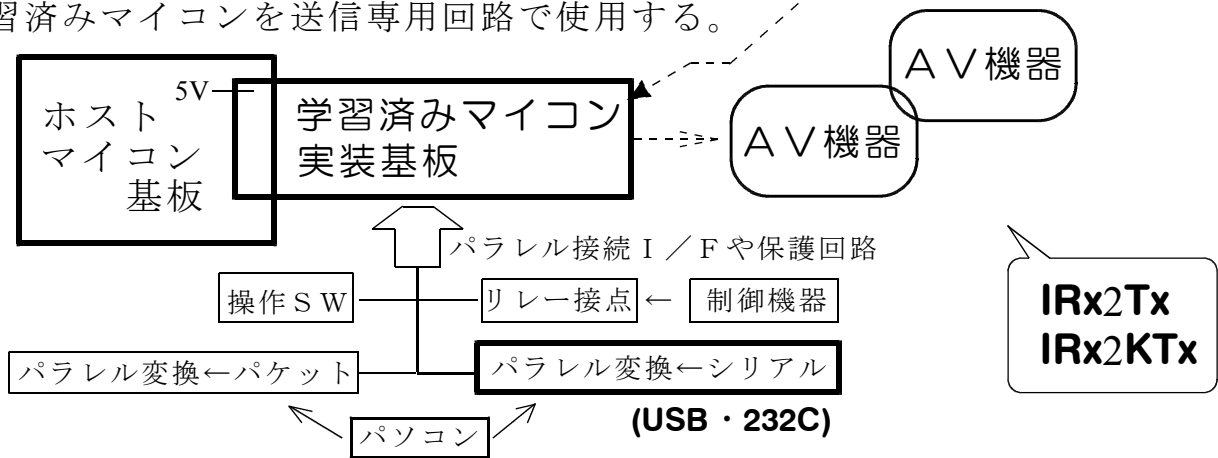 習済みマイコンを送信専用回路で使用する。
AV機器
5V
ホスト
マイコン
基板
学習済みマイコン
実装基板
AV機器
パラレル接続I/Fや保護回路
操作SW
リレー接点
←
制御機器
IRx2Tx
IRx2KTx
パラレル変換←パケット
パラレル変換←シリアル
(USB・232C)
パソコン